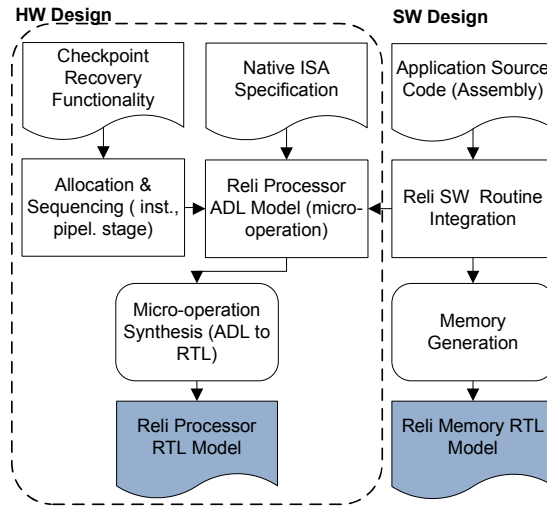 HW Design
SW Design
Checkpoint
Recovery
Functionality
Native ISA
Specification
Application Source
Code (Assembly)
Allocation &
Sequencing ( inst.,
pipel. stage)
Reli Processor
ADL Model (micro-
operation)
Reli SW Routine
Integration
Micro-operation
Synthesis (ADL to
RTL)
Memory
Generation
Reli Processor
RTL Model
Reli Memory RTL
Model